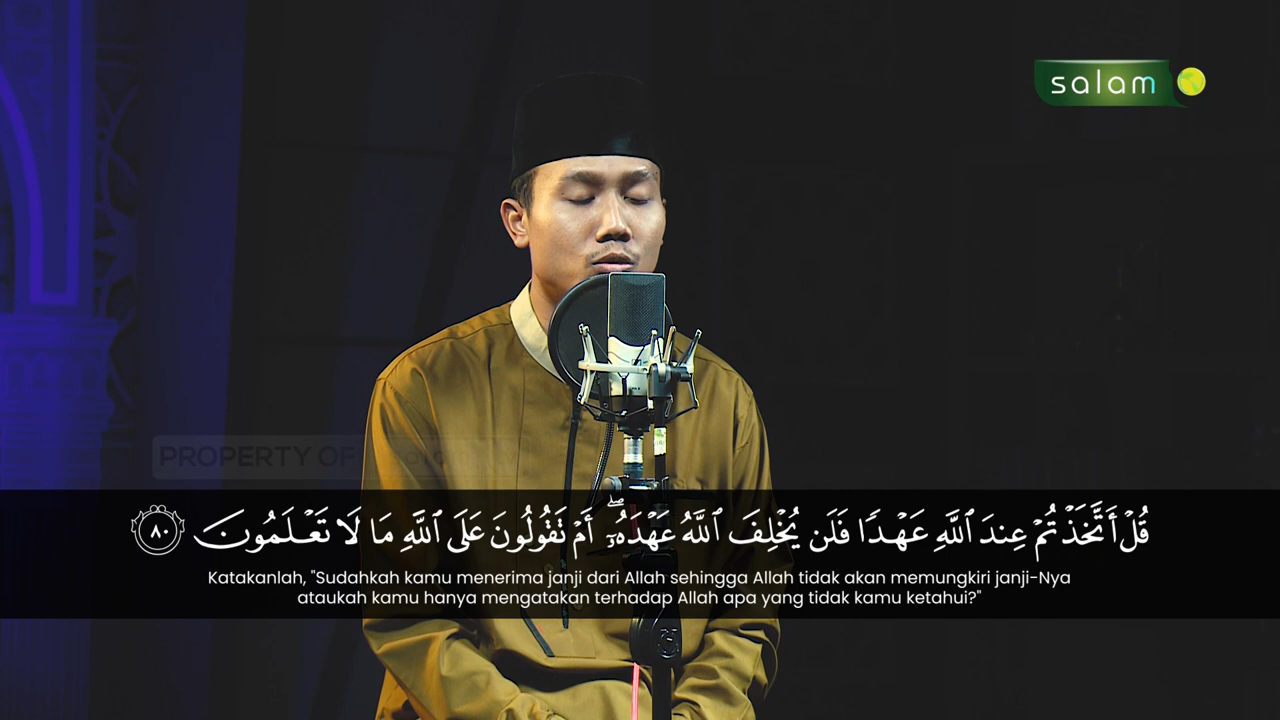 salam
PROPERTY OF
قُلْ أَتَّخَذْتُمْ عِندَ ٱللَّهِ عَهْدًا فَلَن يُخْلِفَ ٱللَّهُ عَهْدَهُۥٓ ۖ أَمْ تَقُولُونَ عَلَى ٱللَّهِ مَا لَا تَعْلَمُونَ ٨٠
Katakanlah, "Sudahkah kamu menerima janji dari Allah sehingga Allah tidak akan memungkiri janji-Nya
ataukah kamu hanya mengatakan terhadap Allah apa yang tidak kamu ketahui?"